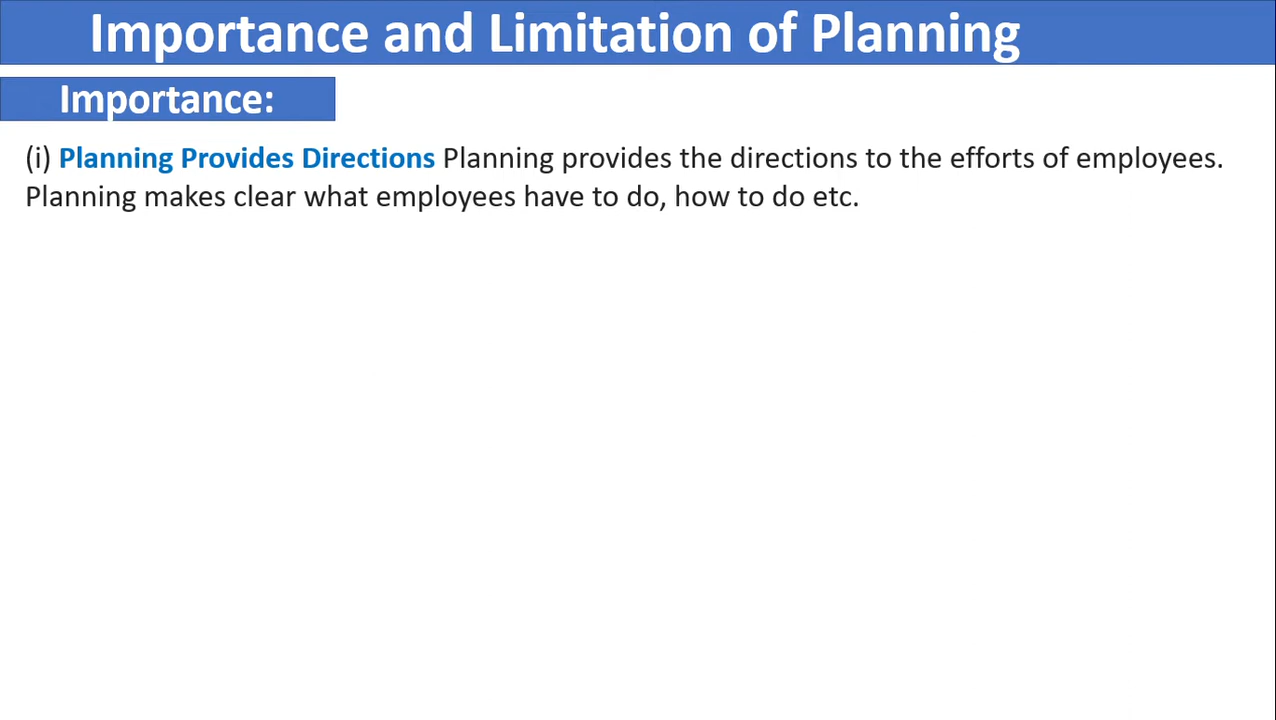 Importance and Limitation of Planning
Importance:
(i) Planning Provides Directions Planning provides the directions to the efforts of employees.
Planning makes clear what employees have to do, how to do etc.